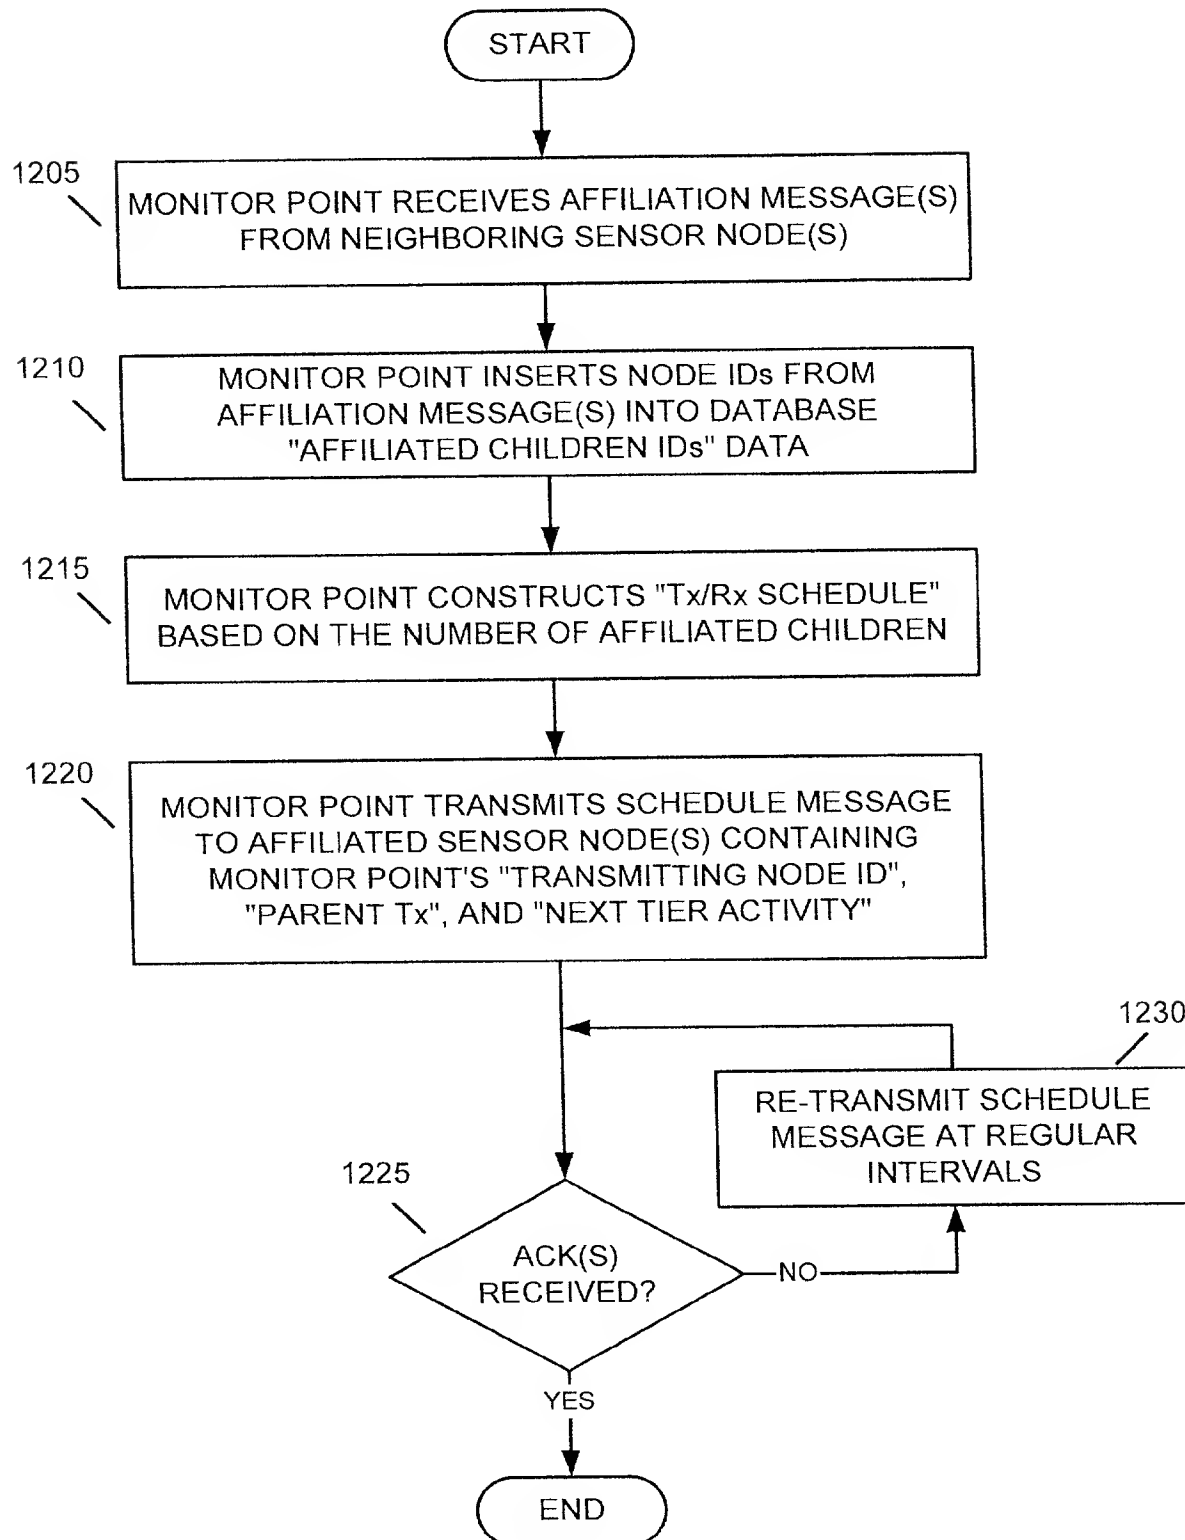 START
1205
MONITOR POINT RECEIVES AFFILIATION MESSAGE(S)
FROM NEIGHBORING SENSOR NODE(S)
1210
MONITOR POINT INSERTS NODE IDs FROM
AFFILIATION MESSAGE(S) INTO DATABASE
"AFFILIATED CHILDREN IDs" DATA
1215
MONITOR POINT CONSTRUCTS "Tx/Rx SCHEDULE"
BASED ON THE NUMBER OF AFFILIATED CHILDREN
1220
MONITOR POINT TRANSMITS SCHEDULE MESSAGE
TO AFFILIATED SENSOR NODE(S) CONTAINING
MONITOR POINT'S "TRANSMITTING NODE ID",
"PARENT Tx", AND "NEXT TIER ACTIVITY"
1230
RE-TRANSMIT SCHEDULE
MESSAGE AT REGULAR
INTERVALS
1225
ACK(S)
RECEIVED?
NO
YES
END